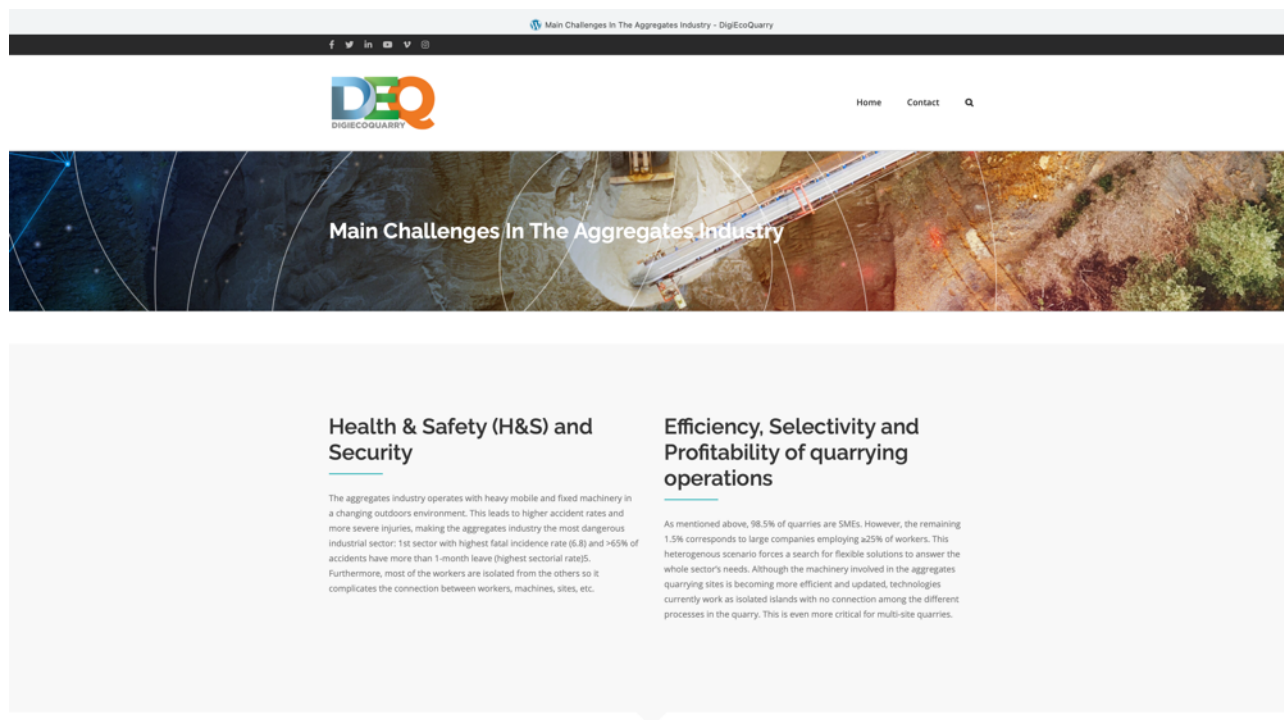 Main Challenges In The Aggregates Industry - DigiEcoQuarry
DEQ
DIGIECOQUARRY
Home
Contact
Main Challenges In The Aggregates Industry
Health & Safety (H&S) and
Security
The aggregates industry operates with heavy mobile and fixed machinery in
a changing outdoors environment. This leads to higher accident rates and
more severe injuries, making the aggregates industry the most dangerous
industrial sector: 1st sector with highest fatal incidence rate (6.8) and >65% of
accidents have more than 1-month leave (highest sectorial rate)5.
Furthermore, most of the workers are isolated from the others so it
complicates the connection between workers, machines, sites, etc.
Efficiency, Selectivity and
Profitability of quarrying
operations
As mentioned above, 98.5% of quarries are SMEs. However, the remaining
1.5% corresponds to large companies employing ≥25% of workers. This
heterogenous scenario forces a search for flexible solutions to answer the
whole sector's needs. Although the machinery involved in the aggregates
quarrying sites is becoming more efficient and updated, technologies
currently work as isolated islands with no connection among the different
processes in the quarry. This is even more critical for multi-site quarries.